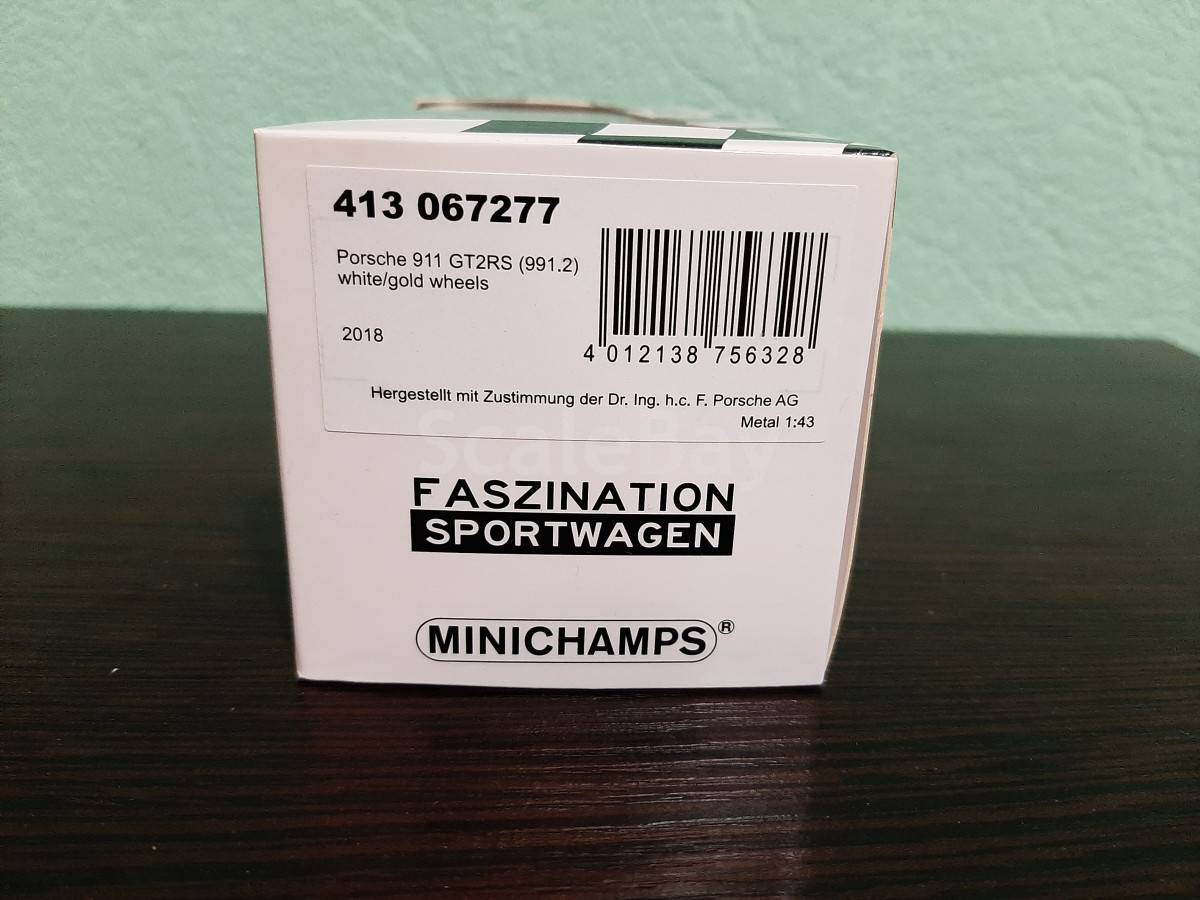 413 067277
Porsche 911 GT2RS (991.2)
white/gold wheels
2018
4 012138 756328
Hergestellt mit Zustimmung der Dr. Ing. h.c. F. Porsche AG
Metal 1:43
ScaleBay
FASZINATION
SPORTWAGEN
MINICHAMPS®